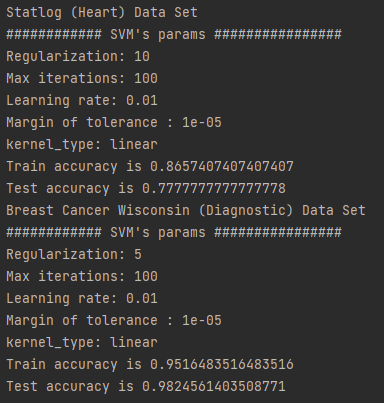 Statlog (Heart) Data Set
############ SVM's params ################
Regularization: 10
Max iterations: 100
Learning rate: 0.01
Margin of tolerance : 1e-05
kernel_type: linear
Train accuracy is 0.8657407407407407
Test accuracy is 0.7777777777777778
Breast Cancer Wisconsin (Diagnostic) Data Set
############ SVM's params ################
Regularization: 5
Max iterations: 100
Learning rate: 0.01
Margin of tolerance : 1e-05
kernel_type: linear
Train accuracy is 0.9516483516483516
Test accuracy is 0.9824561403508771